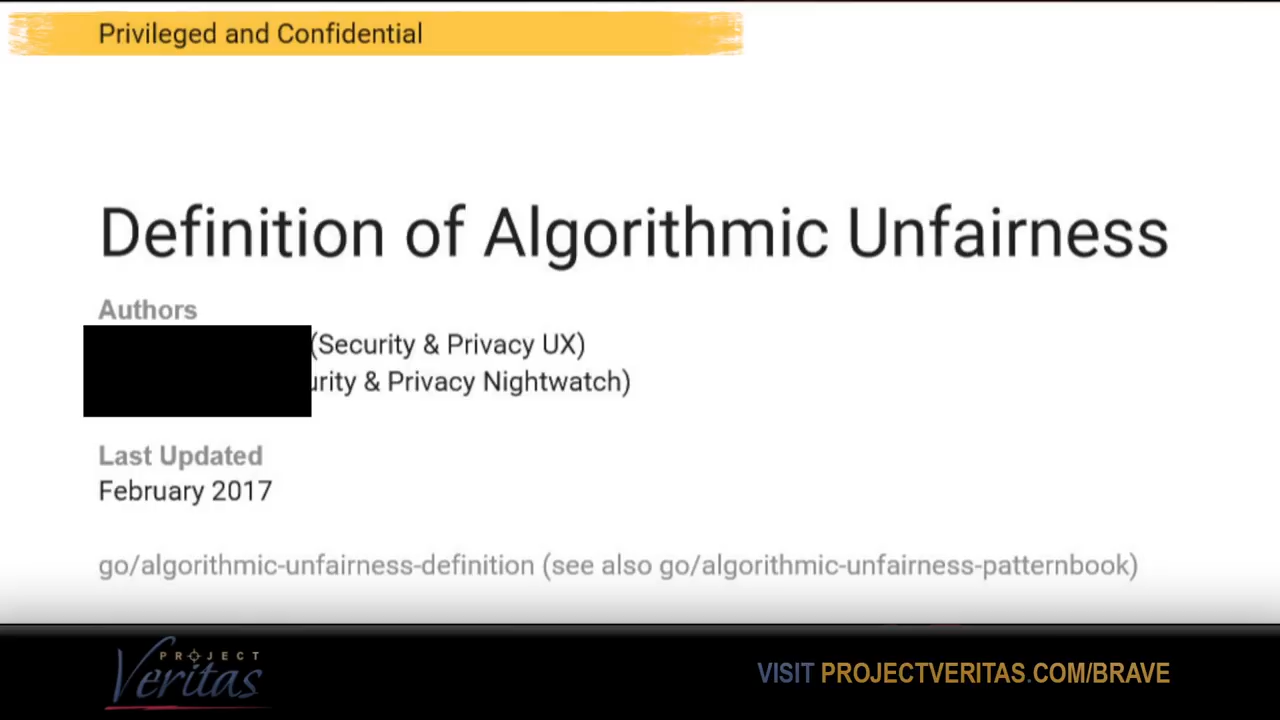 Privileged and Confidential
Definition of Algorithmic Unfairness
Authors
(Security & Privacy UX)
& Privacy Nightwatch)
Last Updated
February 2017
go/algorithmic-unfairness-definition (see also go/algorithmic-unfairness-patternbook)
PROJECT
Veritas
VISIT PROJECTVERITAS.COM/BRAVE